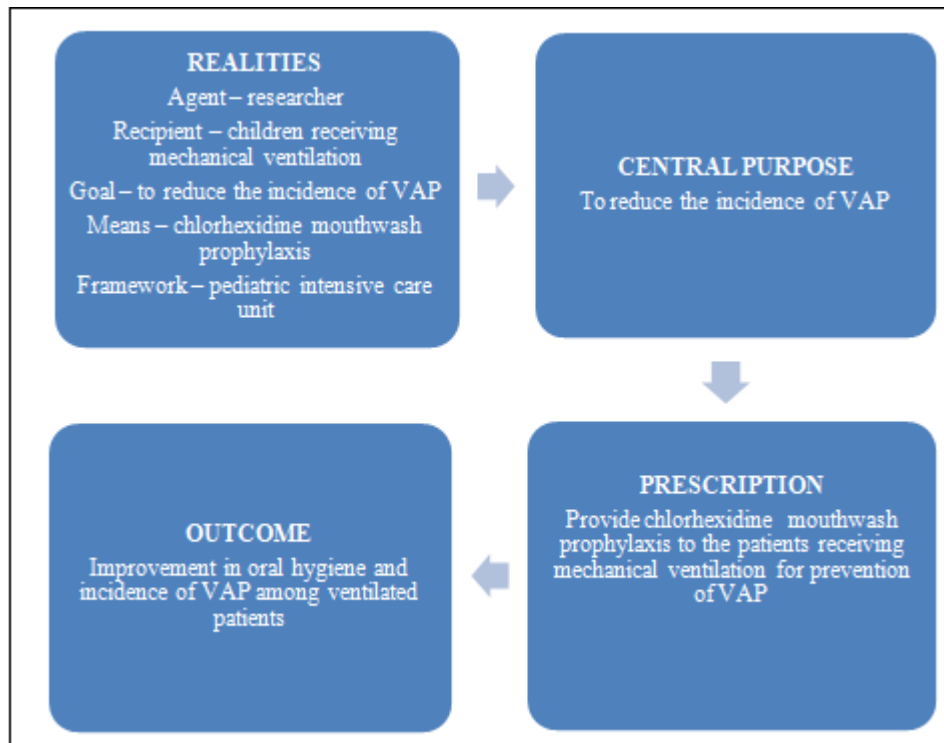 REALITIES
Agent – researcher
Recipient – children receiving
mechanical ventilation
Goal – to reduce the incidence of VAP
Means – chlorhexidine mouthwash
prophylaxis
Framework – pediatric intensive care
unit
CENTRAL PURPOSE
To reduce the incidence of VAP
PRESCRIPTION
Provide chlorhexidine mouthwash
prophylaxis to the patients receiving
mechanical ventilation for prevention
of VAP
OUTCOME
Improvement in oral hygiene and
incidence of VAP among ventilated
patients